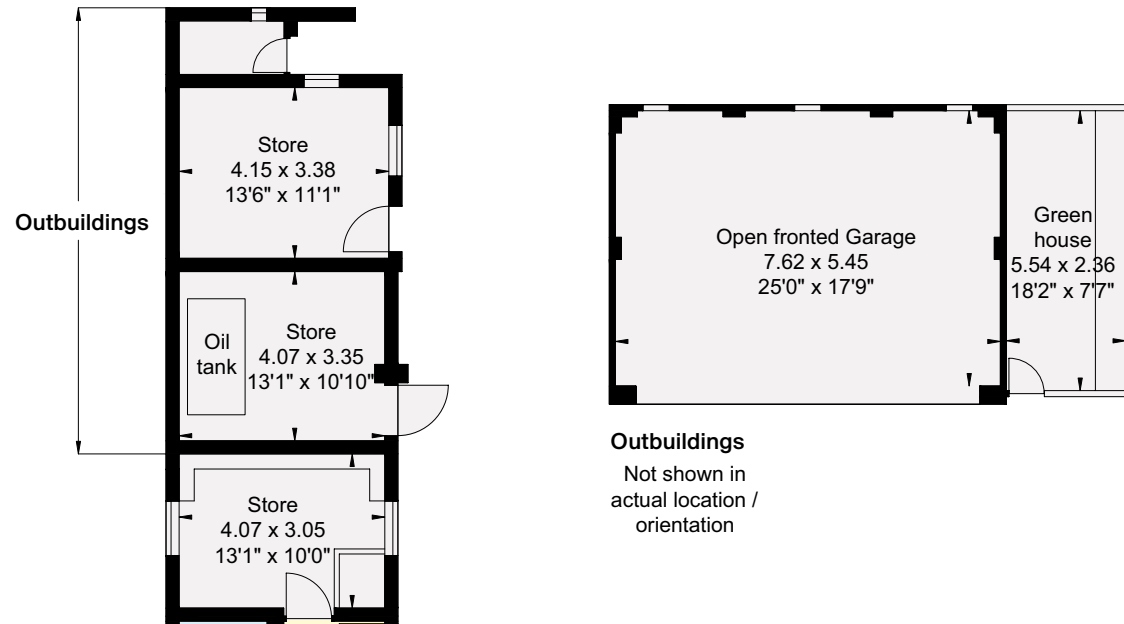 Outbuildings
Store
4.15 x 3.38
13'6" x 11'1"
Oil
tank
Store
4.07 x 3.35
13'1" x 10'10"
Store
4.07 x 3.05
13'1" x 10'0"
Open fronted Garage
7.62 x 5.45
25'0" x 17'9"
Green
house
5.54 x 2.36
18'2" x 7'7"
Outbuildings
Not shown in
actual location /
orientation